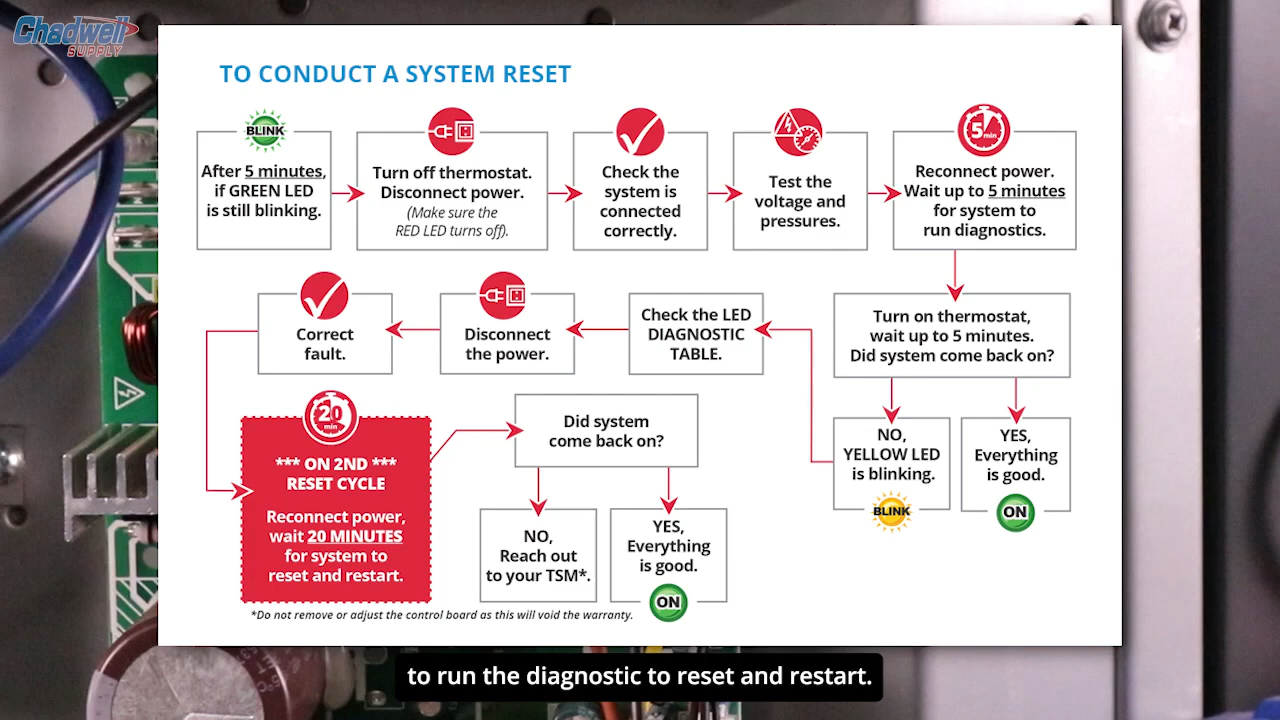 Chadwell
SUPPLY
TO CONDUCT A SYSTEM RESET
BLINK
After 5 minutes,
if GREEN LED
is still blinking.
Turn off thermostat.
Disconnect power.
(Make sure the
RED LED turns off).
Check the
system is
connected
correctly.
Test the
voltage and
pressures.
5
min
Reconnect power.
Wait up to 5 minutes
for system to
run diagnostics.
Turn on thermostat,
wait up to 5 minutes.
Did system come back on?
NO,
YELLOW LED
is blinking.
BLINK
YES,
Everything
is good.
ON
Check the LED
DIAGNOSTIC
TABLE.
Disconnect
the power.
Correct
fault.
20
min
*** ON 2ND ***
RESET CYCLE
Reconnect power,
wait 20 MINUTES
for system to
reset and restart.
Did system
come back on?
NO,
Reach out
to your TSM*.
YES,
Everything
is good.
ON
*Do not remove or adjust the control board as this will void the warranty.
to run the diagnostic to reset and restart.